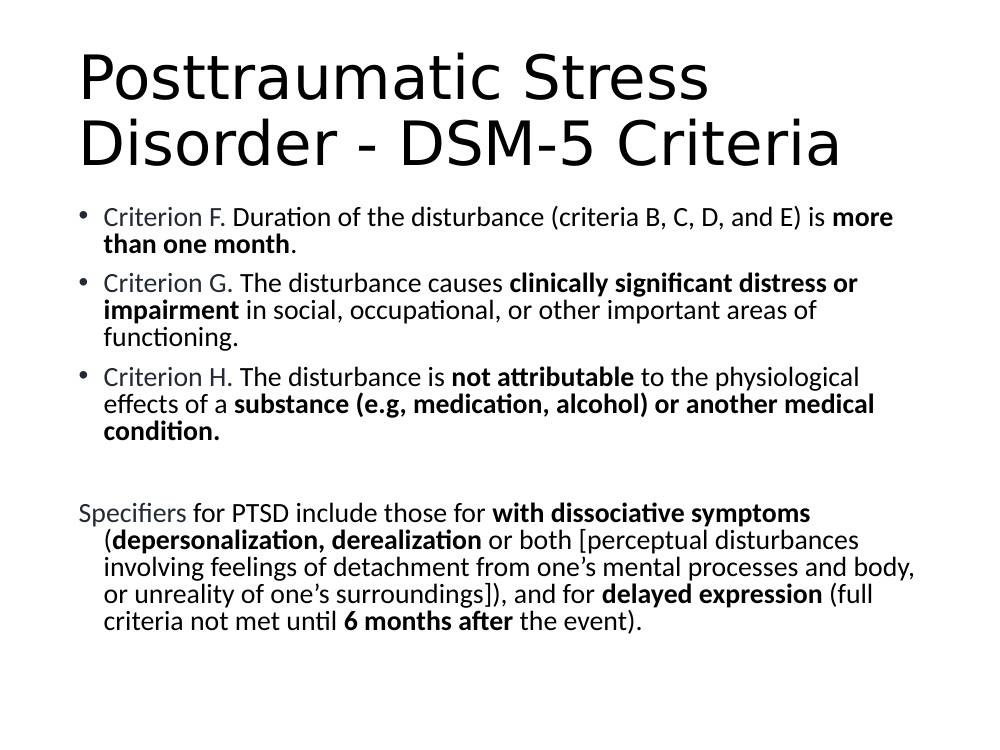 Posttraumatic Stress
Disorder - DSM-5 Criteria
• Criterion F. Duration of the disturbance (criteria B, C, D, and E) is more
than one month.
• Criterion G. The disturbance causes clinically significant distress or
impairment in social, occupational, or other important areas of
functioning.
• Criterion H. The disturbance is not attributable to the physiological
effects of a substance (e.g, medication, alcohol) or another medical
condition.
Specifiers for PTSD include those for with dissociative symptoms
(depersonalization, derealization or both [perceptual disturbances
involving feelings of detachment from one’s mental processes and body,
or unreality of one’s surroundings]), and for delayed expression (full
criteria not met until 6 months after the event).